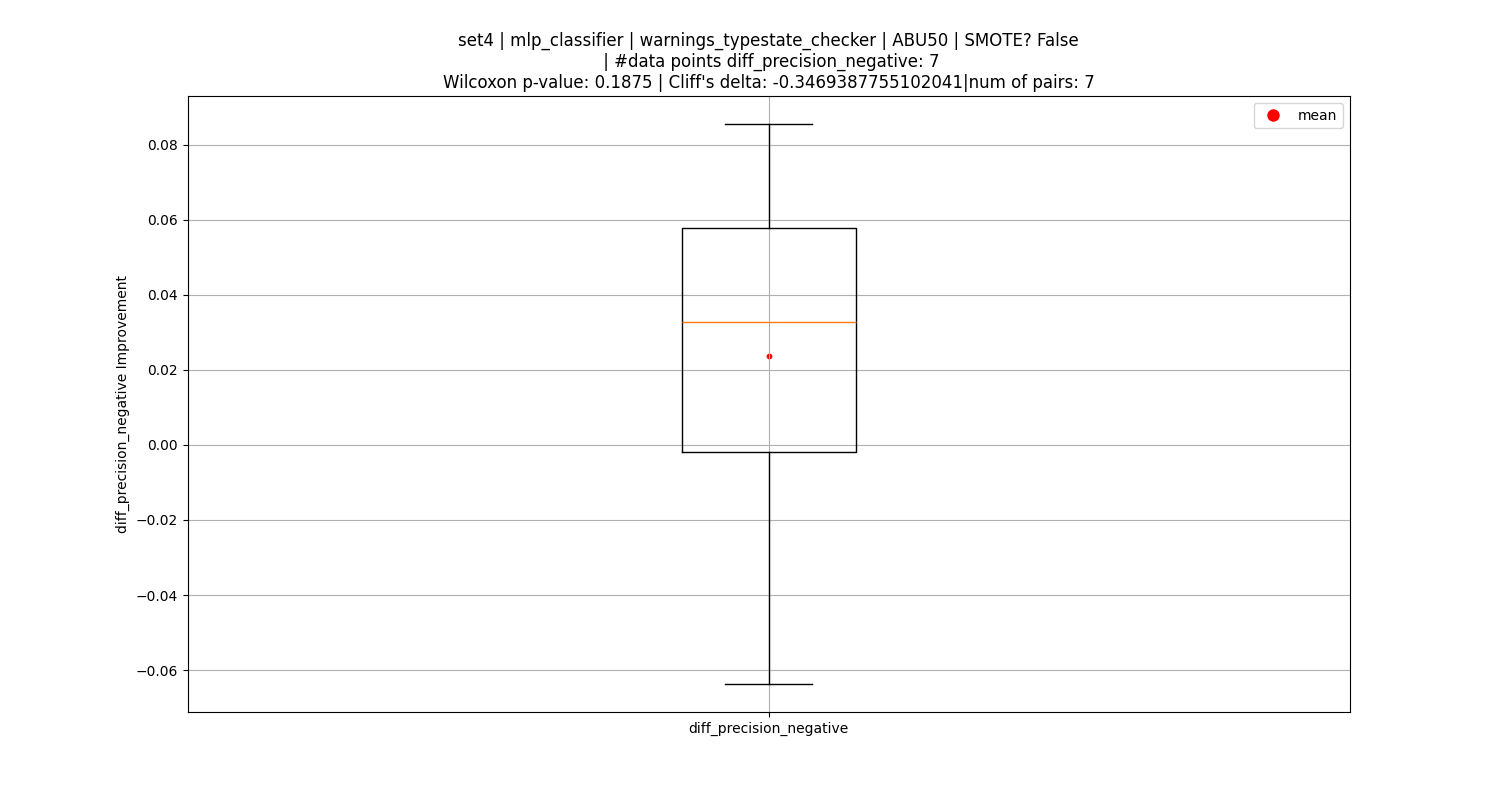 set4 | mlp_classifier | warnings_typestate_checker | ABU50 | SMOTE? False
| #data points diff_precision_negative: 7
Wilcoxon p-value: 0.1875 | Cliff's delta: -0.3469387755102041|num of pairs: 7
mean
0.08
0.06
0.04
0.02
0.00
−0.02
−0.04
−0.06
diff_precision_negative Improvement
diff_precision_negative